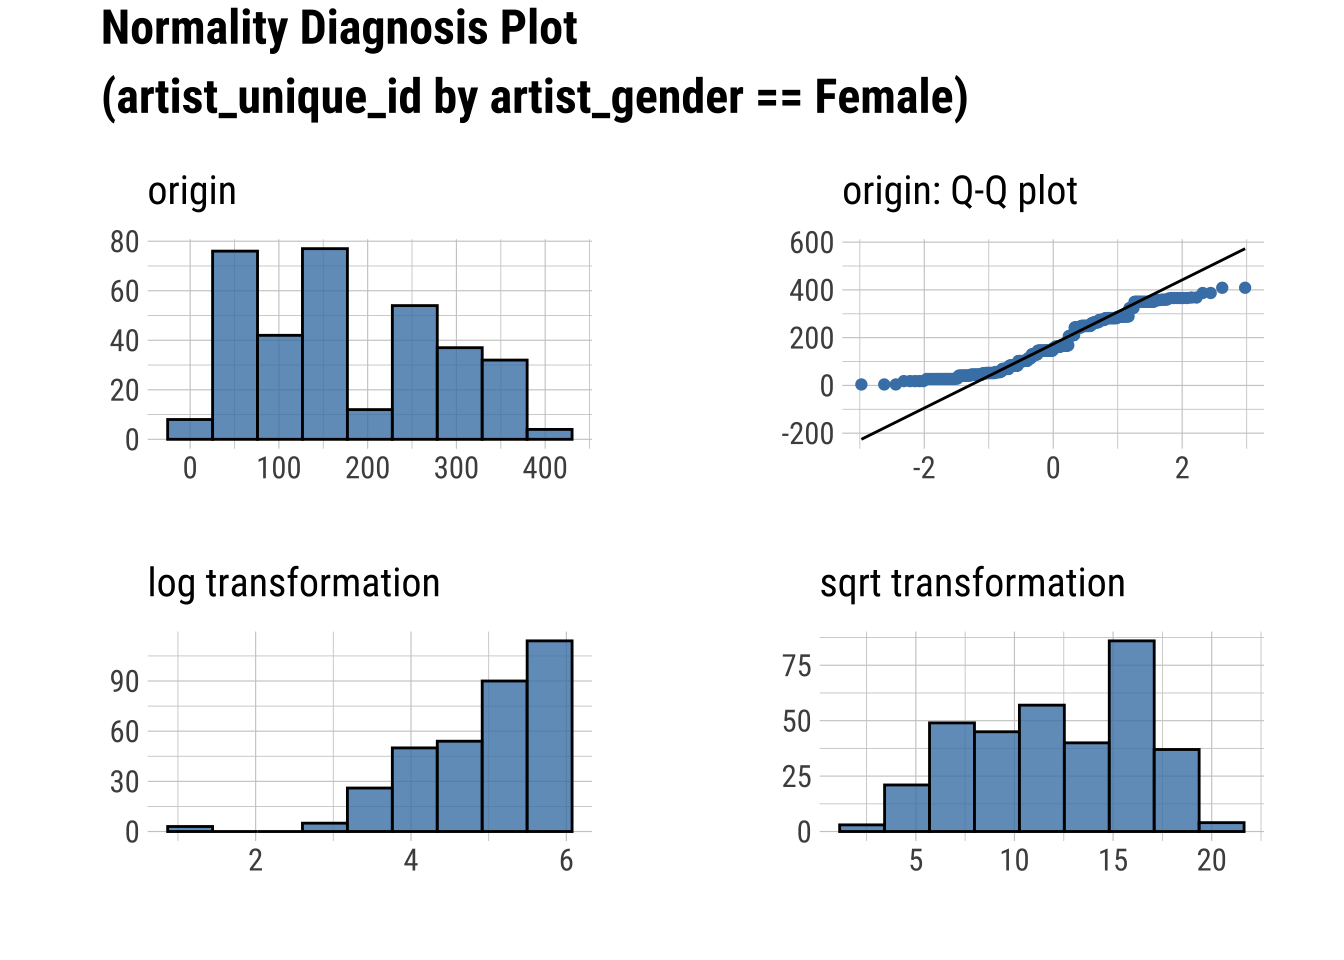 Normality Diagnosis Plot
(artist_unique_id by artist_gender == Female)
origin
80
60
40
20
0
0 100 200 300 400
origin: Q-Q plot
600
400
200
0
-200
-2 0 2
log transformation
90
60
30
0
2 4 6
sqrt transformation
75
50
25
0
5 10 15 20